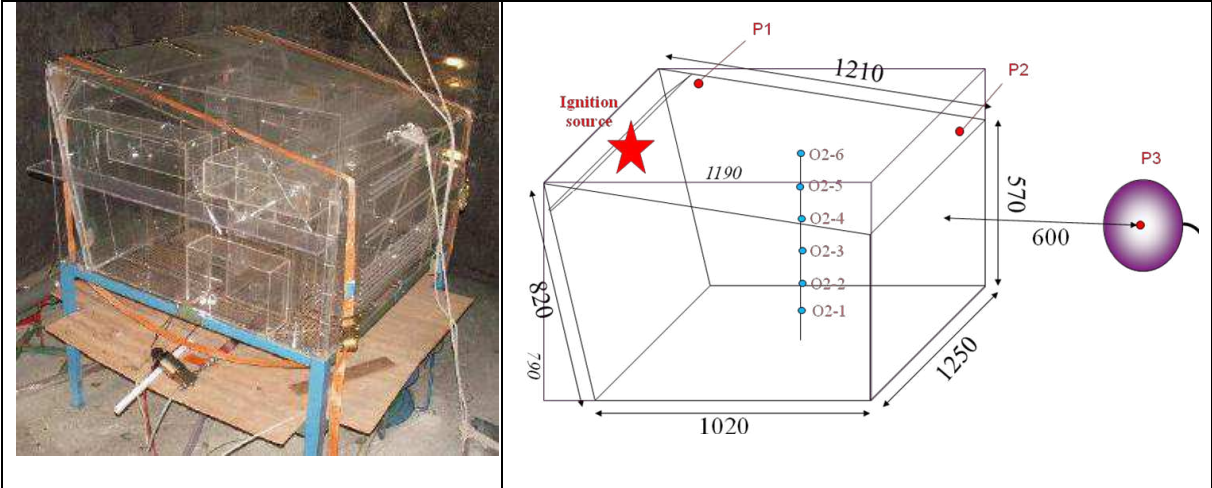 P1
1210
P2
Ignition
source
O2-6
P3
1190
O2-5
570
O2-4
600
O2-3
820
O2-2
O2-1
790
1250
1020